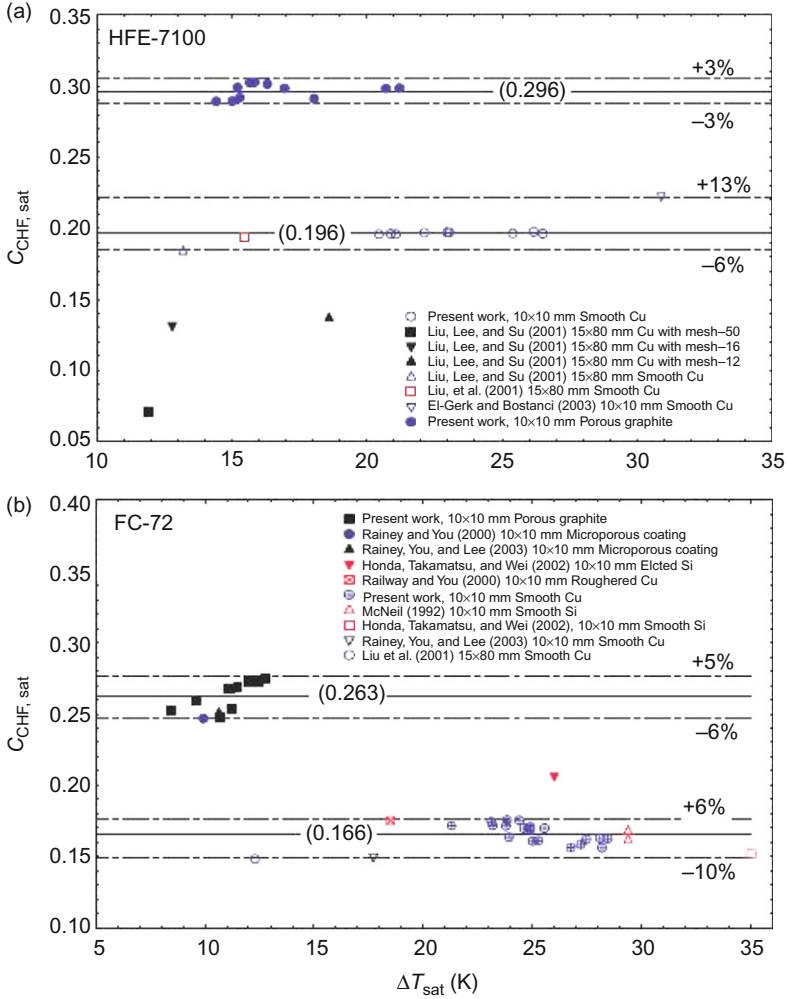 (a)
HFE-7100
0.35
0.30
0.25
0.20
0.15
0.10
0.05
C_CHF, sat
+3%
(0.296)
–3%
+13%
(0.196)
–6%
Present work, 10×10 mm Smooth Cu
Liu, Lee, and Su (2001) 15×80 mm Cu with mesh–50
Liu, Lee, and Su (2001) 15×80 mm Cu with mesh–16
Liu, Lee, and Su (2001) 15×80 mm Cu with mesh–12
Liu, Lee, and Su (2001) 15×80 mm Smooth Cu
Liu, et al. (2001) 15×80 mm Smooth Cu
El-Gerk and Bostanci (2003) 10×10 mm Smooth Cu
Present work, 10×10 mm Porous graphite
10 15 20 25 30 35
(b)
FC-72
0.40
0.35
0.30
0.25
0.20
0.15
0.10
C_CHF, sat
Present work, 10×10 mm Porous graphite
Rainey and You (2000) 10×10 mm Microporous coating
Rainey, You, and Lee (2003) 10×10 mm Microporous coating
Honda, Takamatsu, and Wei (2002) 10×10 mm Elcted Si
Railway and You (2000) 10×10 mm Roughered Cu
Present work, 10×10 mm Smooth Cu
McNeil (1992) 10×10 mm Smooth Si
Honda, Takamatsu, and Wei (2002), 10×10 mm Smooth Si
Rainey, You, and Lee (2003) 10×10 mm Smooth Cu
Liu et al. (2001) 15×80 mm Smooth Cu
+5%
(0.263)
–6%
+6%
(0.166)
–10%
5 10 15 20 25 30 35
ΔT_sat (K)